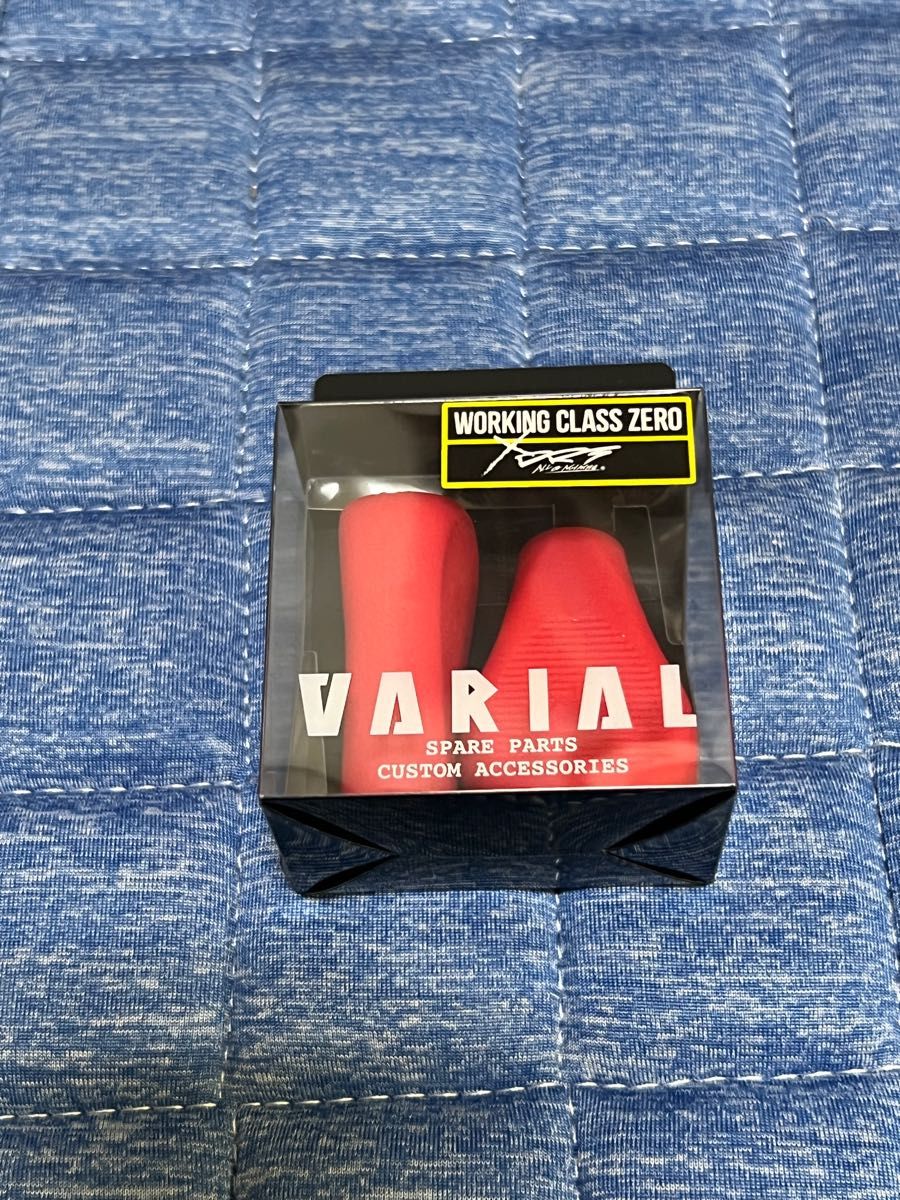 WORKING CLASS ZERO
VARIAL
SPARE PARTS
CUSTOM ACCESSORIES